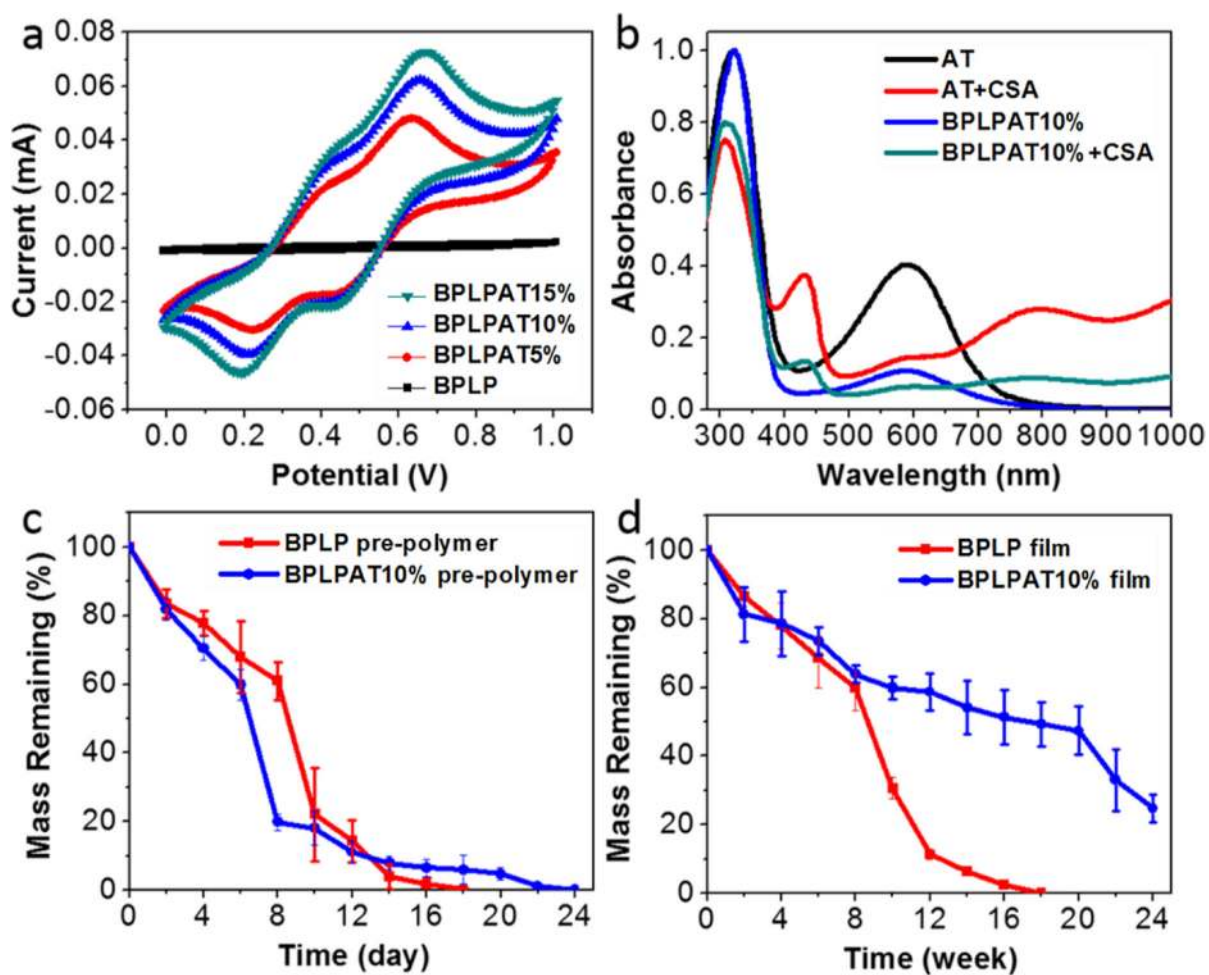 a
0.08
0.06
0.04
0.02
0.00
-0.02
-0.04
-0.06
Current (mA)
BPLPAT15%
BPLPAT10%
BPLPAT5%
BPLP
0.0 0.2 0.4 0.6 0.8 1.0
Potential (V)
b
1.0
0.8
0.6
0.4
0.2
0.0
Absorbance
AT
AT+CSA
BPLPAT10%
BPLPAT10%+CSA
300 400 500 600 700 800 900 1000
Wavelength (nm)
c
100
80
60
40
20
0
Mass Remaining (%)
BPLP pre-polymer
BPLPAT10% pre-polymer
0 4 8 12 16 20 24
Time (day)
d
100
80
60
40
20
0
Mass Remaining (%)
BPLP film
BPLPAT10% film
0 4 8 12 16 20 24
Time (week)